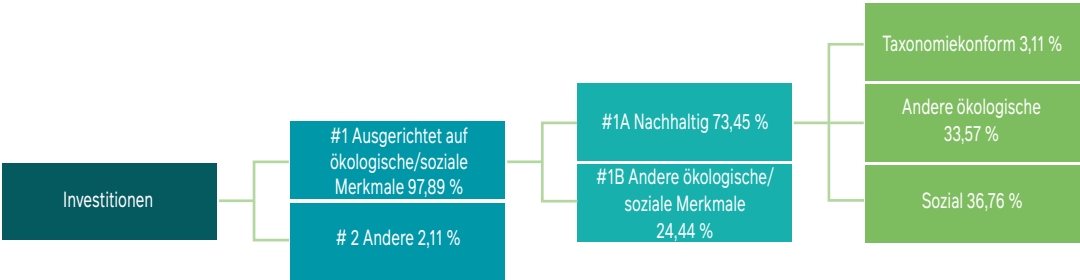 Investitionen
#1 Ausgerichtet auf
ökologische/soziale
Merkmale 97,89 %
# 2 Andere 2,11 %
#1A Nachhaltig 73,45 %
#1B Andere ökologische/
soziale Merkmale
24,44 %
Taxonomiekonform 3,11 %
Andere ökologische
33,57 %
Sozial 36,76 %